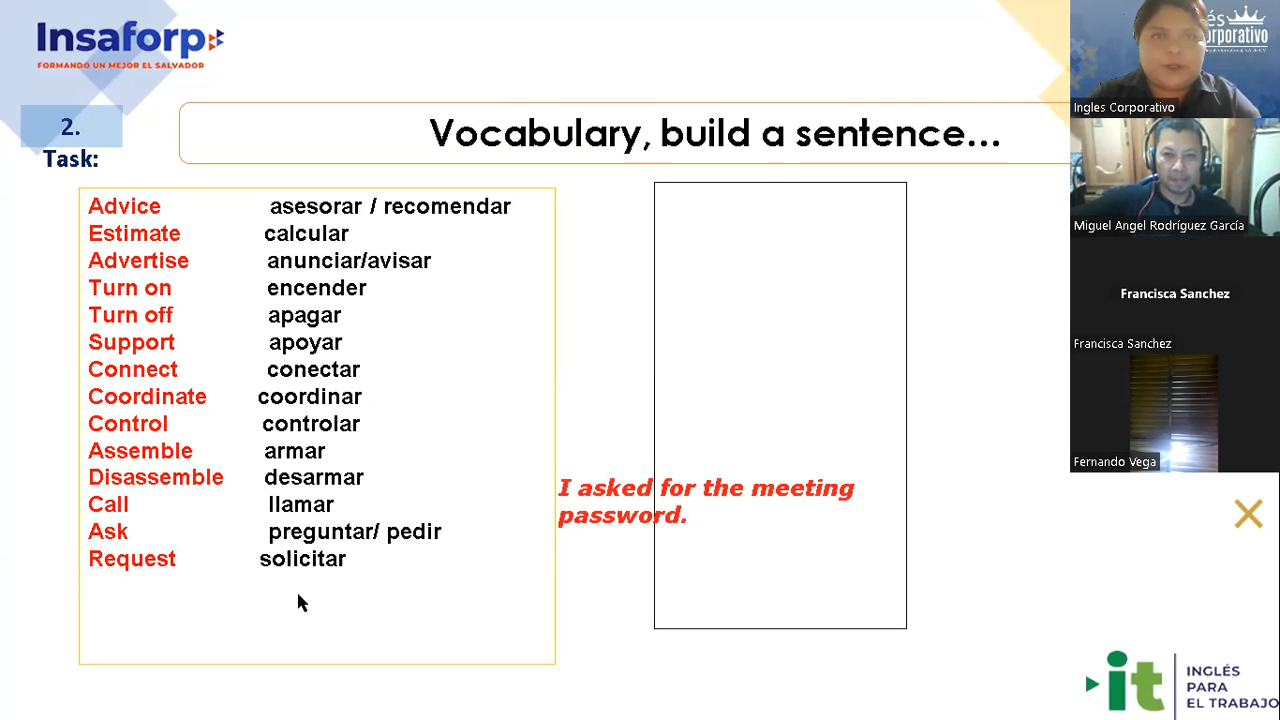 Insaforp
FORMANDO UN MEJOR EL SALVADOR
2.
Task:
Vocabulary, build a sentence...
Advice asesorar / recomendar
Estimate calcular
Advertise anunciar/avisar
Turn on encender
Turn off apagar
Support apoyar
Connect conectar
Coordinate coordinar
Control controlar
Assemble armar
Disassemble desarmar
Call llamar
Ask preguntar/ pedir
Request solicitar
I asked for the meeting
password.
Ingles Corporativo
Miguel Angel Rodríguez García
Francisca Sanchez
Francisca Sanchez
Fernando Vega
it
INGLÉS
PARA
EL TRABAJO